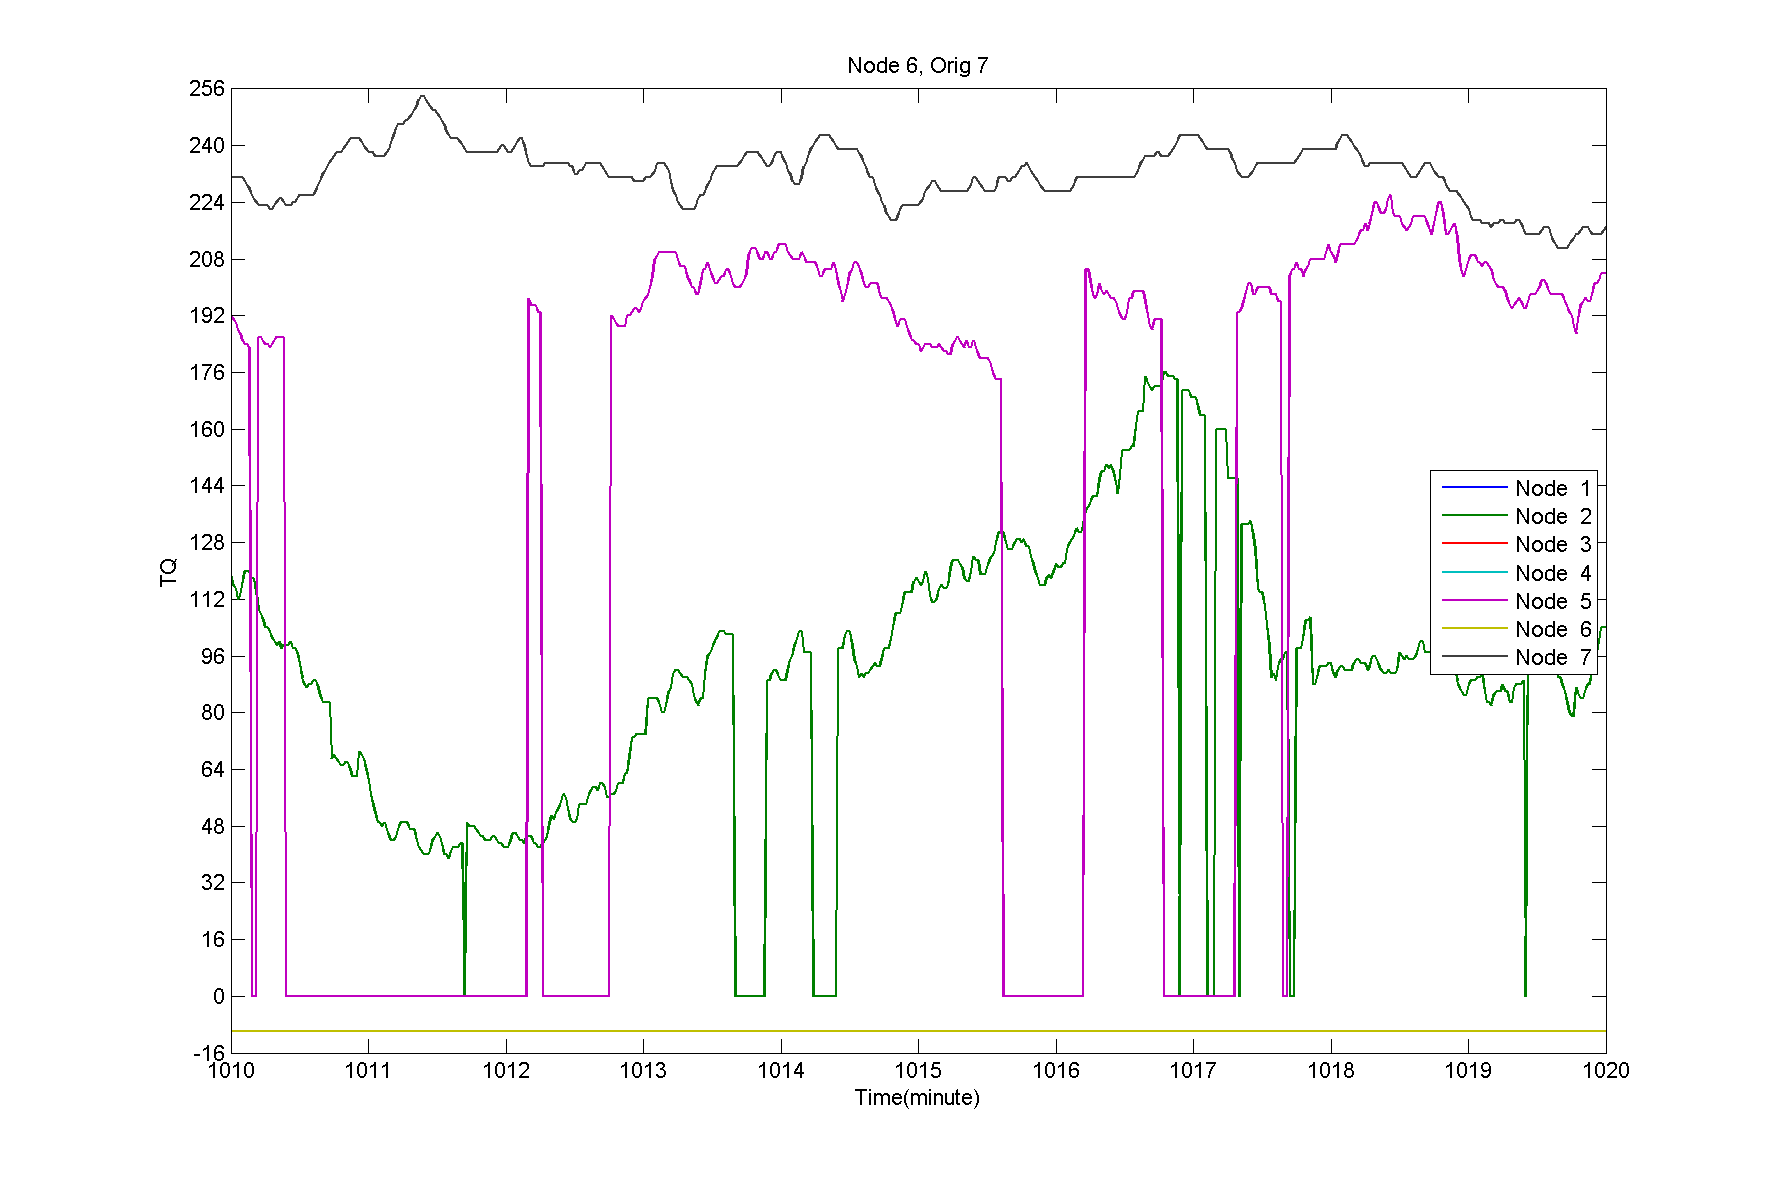 Node 6, Orig 7
256
240
224
208
192
176
160
144
128
112
96
80
64
48
32
16
0
-16
TQ
Node 1
Node 2
Node 3
Node 4
Node 5
Node 6
Node 7
1010 1011 1012 1013 1014 1015 1016 1017 1018 1019 1020
Time(minute)